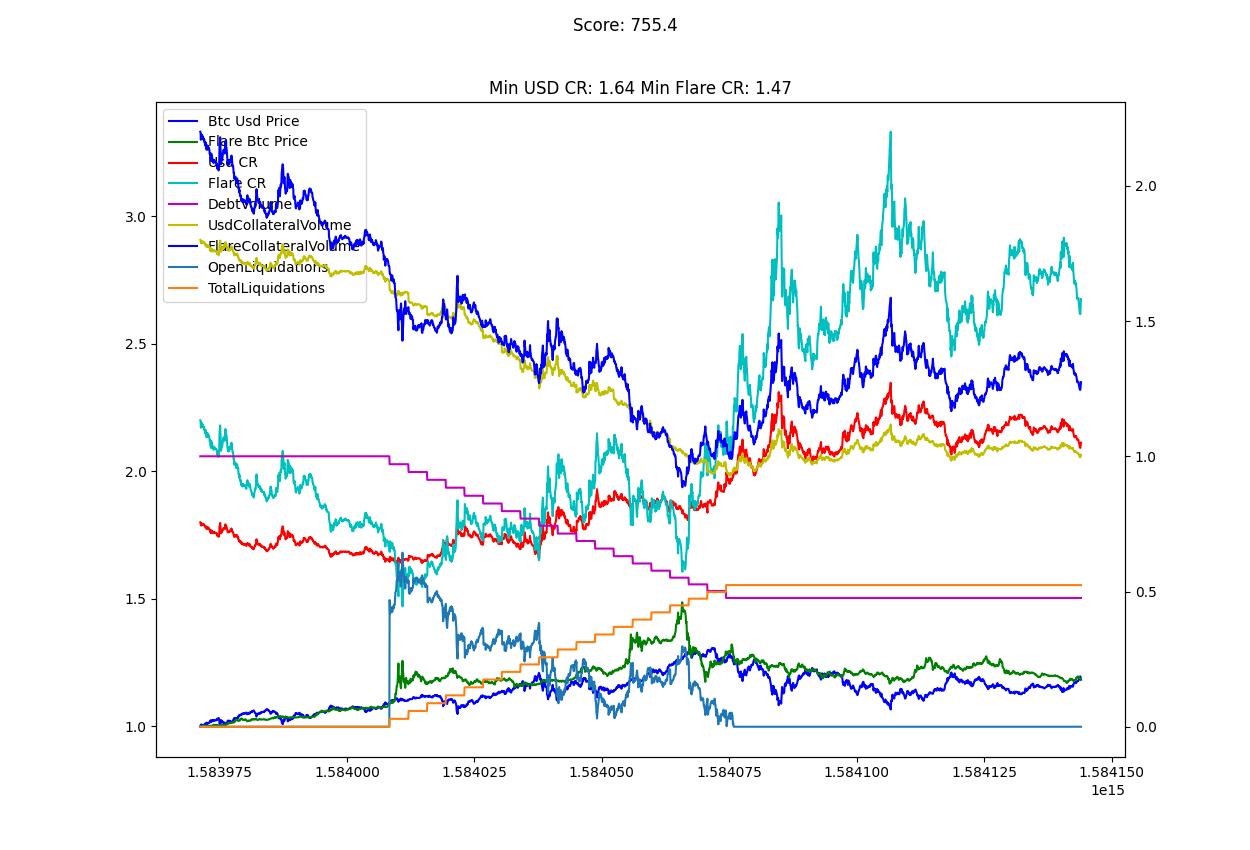 Score: 755.4
Min USD CR: 1.64 Min Flare CR: 1.47
Btc Usd Price
Flare Btc Price
Usd CR
Flare CR
DebtVolume
UsdCollateralVolume
FlareCollateralVolume
OpenLiquidations
TotalLiquidations
3.0
2.5
2.0
1.5
1.0
2.0
1.5
1.0
0.5
0.0
1.583975
1.584000
1.584025
1.584050
1.584075
1.584100
1.584125
1.584150
1e15